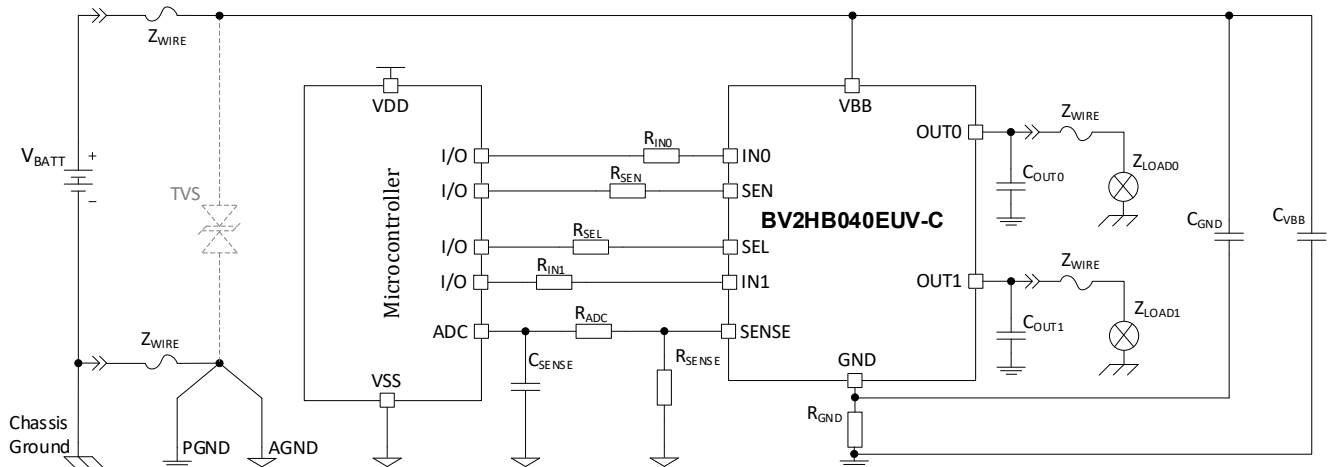 Z_WIRE
VDD
VBB
OUT0
Z_WIRE
V_BATT
+
−
TVS
Microcontroller
I/O
R_IN0
IN0
I/O
R_SEN
SEN
BV2HB040EUV-C
C_OUT0
Z_LOAD0
C_GND
C_VBB
I/O
R_SEL
SEL
I/O
R_IN1
IN1
OUT1
Z_WIRE
ADC
R_ADC
SENSE
C_OUT1
Z_LOAD1
Z_WIRE
C_SENSE
R_SENSE
GND
VSS
R_GND
Chassis
Ground
PGND
AGND